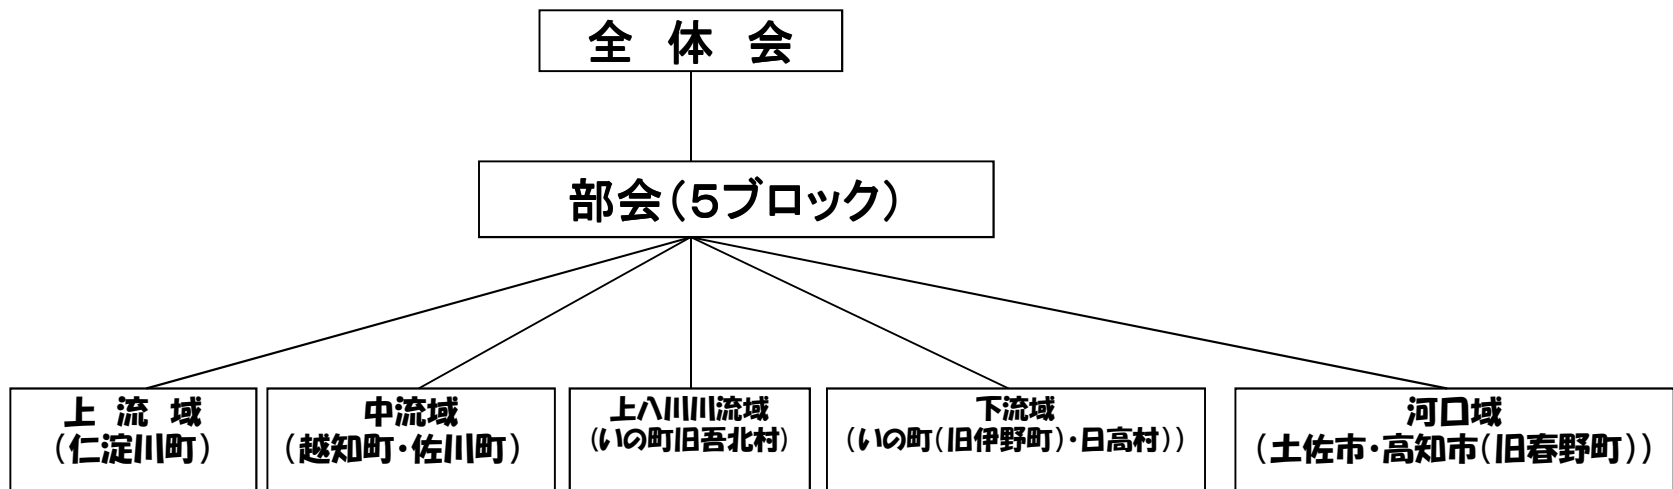 全　体　会
部会（５ブロック）
上　流　域
（仁淀川町）
中流域
（越知町・佐川町）
上八川川流域
（いの町旧吾北村）
下流域
（いの町（旧伊野町）・日高村））
河口域
（土佐市・高知市（旧春野町））